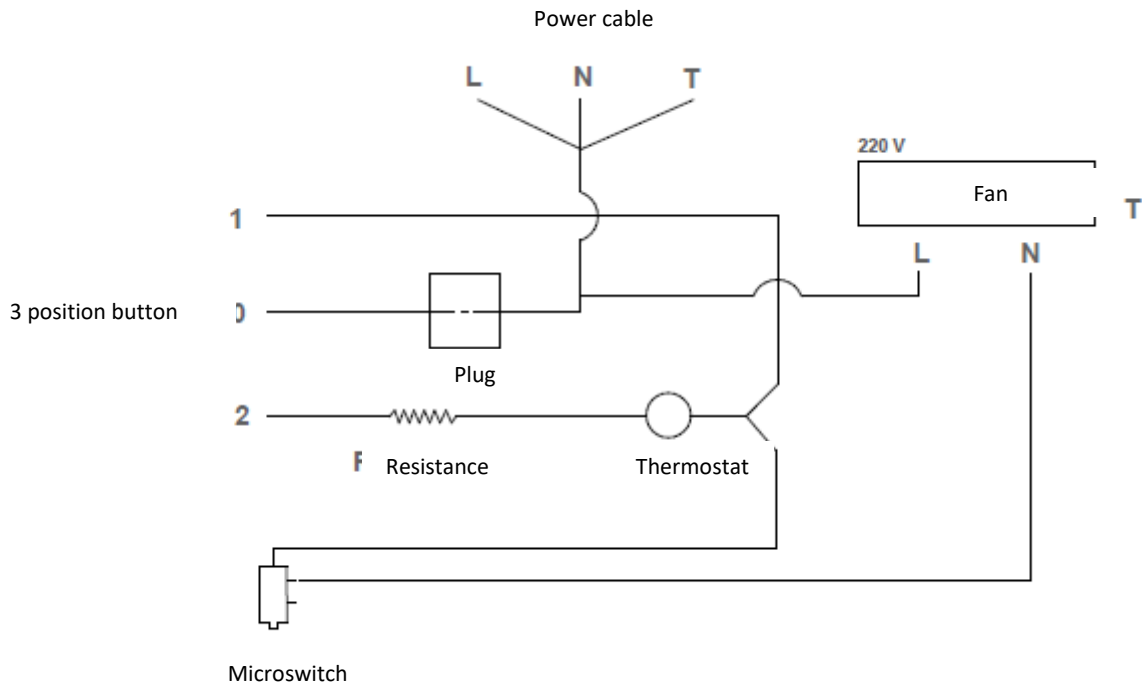 Power cable
L N T
220 V
Fan
T
L N
1
3 position button
Plug
2
Resistance
Thermostat
Microswitch